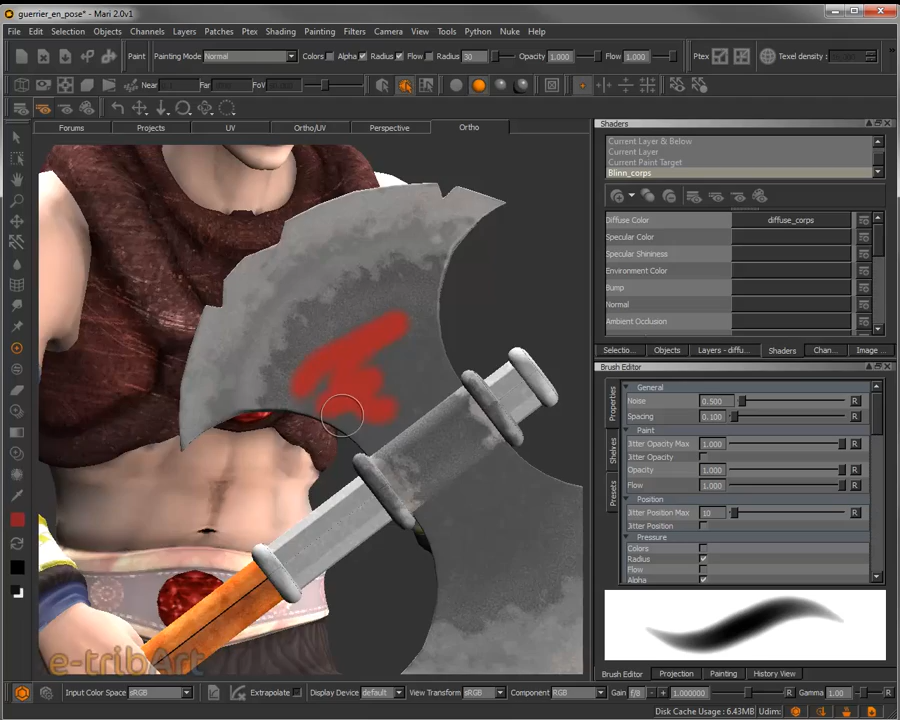 guerrier_en_pose* - Mari 2.0v1
File Edit Selection Objects Channels Layers Patches Ptex Shading Painting Filters Camera View Tools Python Nuke Help
Paint Painting Mode Normal Colors Alpha Radius Flow Radius 30 Opacity 1.000 Flow 1.000 Ptex Texel density :
Near Far FoV
Forums Projects UV Ortho/UV Perspective Ortho
Shaders
Current Layer & Below
Current Layer
Current Paint Target
Blinn_corps
Diffuse Color diffuse_corps
Specular Color
Specular Shininess
Environment Color
Bump
Normal
Ambient Occlusion
Selectio... Objects Layers - diffu... Shaders Chan... Image ...
Brush Editor
Properties
Shelves
Presets
General
Noise 0.500 R
Spacing 0.100 R
Paint
Jitter Opacity Max 1.000 R
Jitter Opacity
Opacity 1.000 R
Flow 1.000 R
Position
Jitter Position Max 10 R
Jitter Position
Pressure
Colors
Radius
Flow
Alpha
e-tribArt
Brush Editor Projection Painting History View
Input Color Space sRGB Extrapolate Display Device default View Transform sRGB Component RGB Gain f/8 - + 1.000000 R Gamma 1.00 R
Disk Cache Usage : 6.43MB Udim: